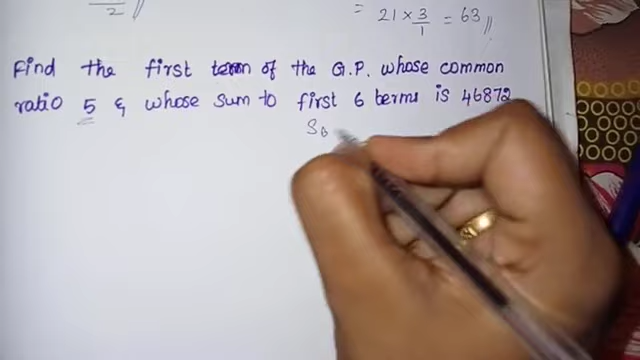 2
= 21 × 3/1 = 63 //
Find the first term of the G.P. whose common
ratio 5 & whose sum to first 6 terms is 46872
S6